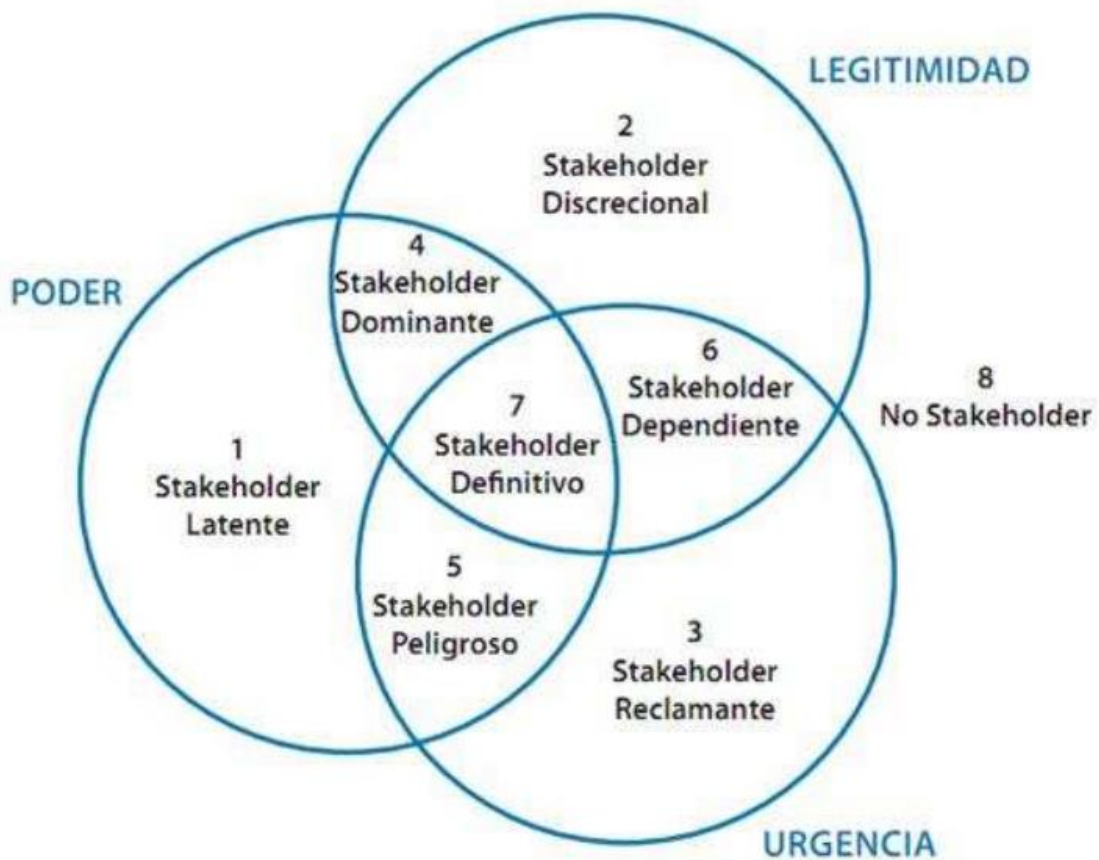 LEGITIMIDAD
2
Stakeholder
Discrecional
PODER
4
Stakeholder
Dominante
6
Stakeholder
Dependiente
8
No Stakeholder
7
Stakeholder
Definitivo
1
Stakeholder
Latente
5
Stakeholder
Peligroso
3
Stakeholder
Reclamante
URGENCIA